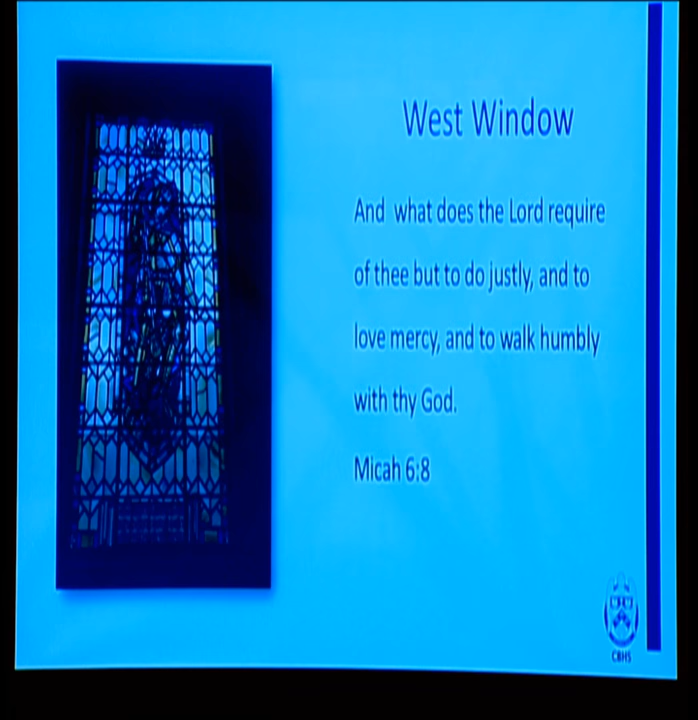 West Window
And what does the Lord require
of thee but to do justly, and to
love mercy, and to walk humbly
with thy God.
Micah 6:8
CBHS